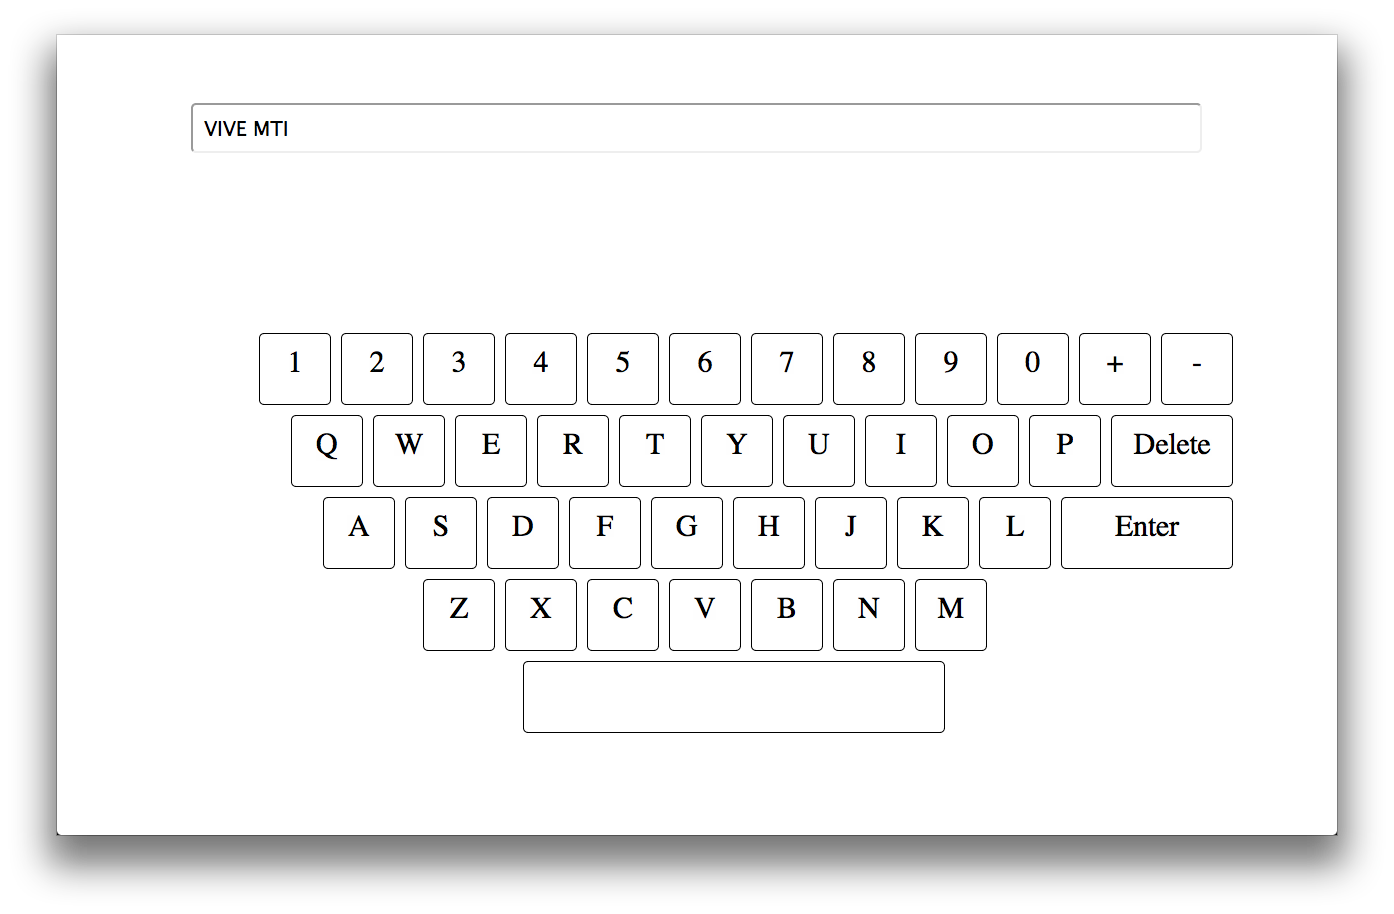 VIVE MTI
1 2 3 4 5 6 7 8 9 0 + -
Q W E R T Y U I O P Delete
A S D F G H J K L Enter
Z X C V B N M